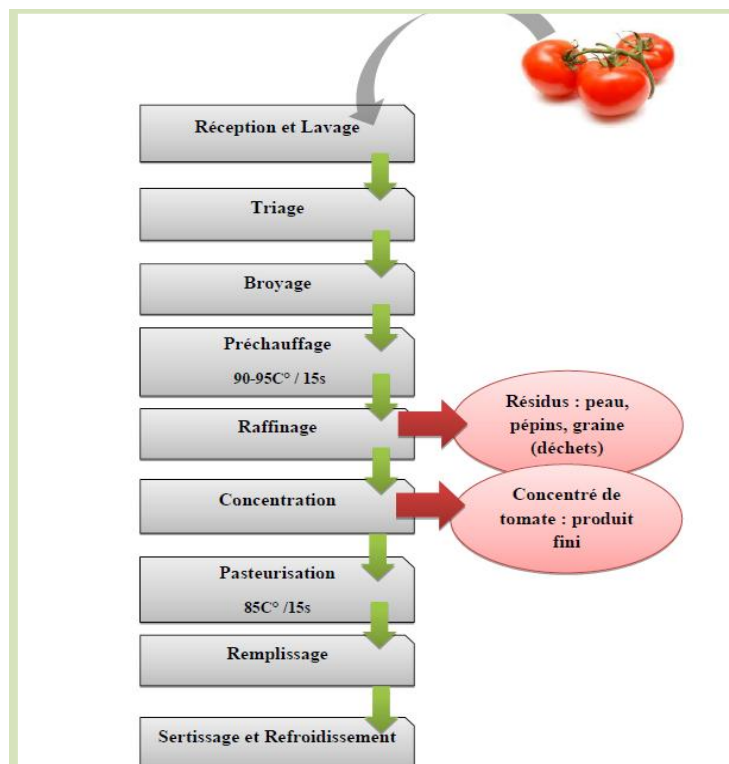 Réception et Lavage
Triage
Broyage
Préchauffage
90-95C° / 15s
Raffinage
Résidus : peau,
pépins, graine
(déchets)
Concentration
Concentré de
tomate : produit
fini
Pasteurisation
85C° /15s
Remplissage
Sertissage et Refroidissement